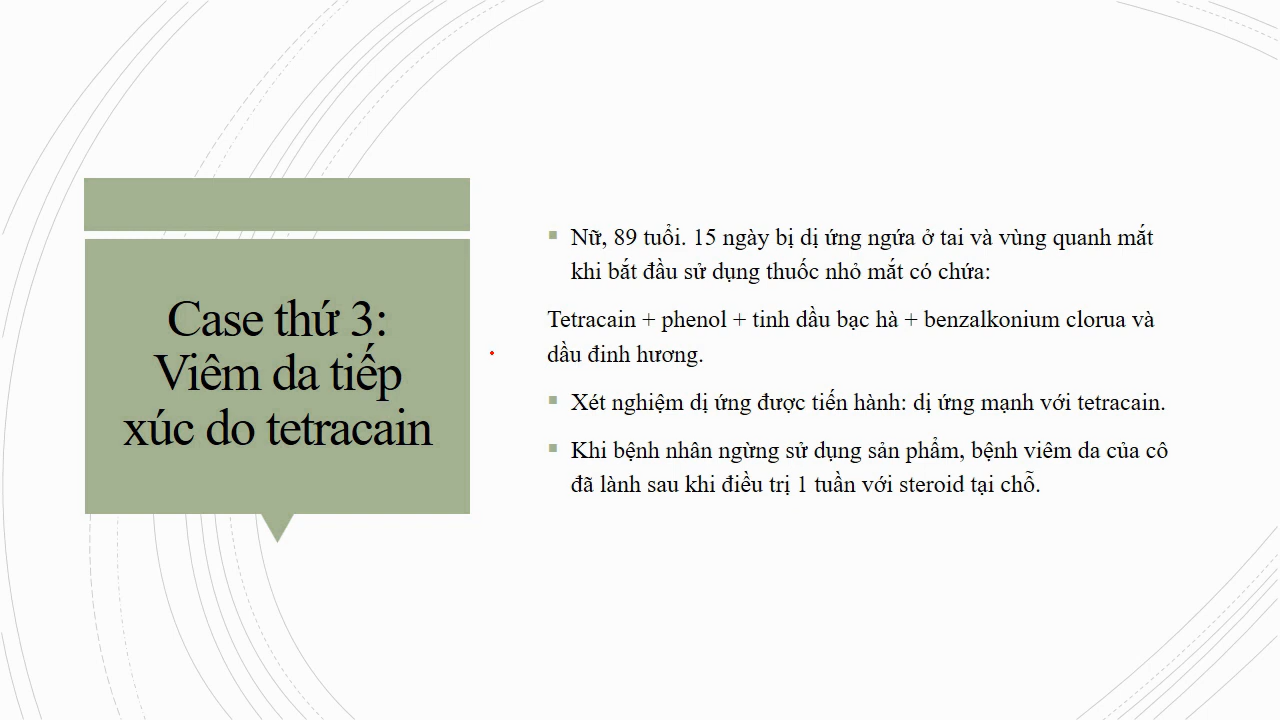 Case thứ 3:
Viêm da tiếp
xúc do tetracain
Nữ, 89 tuổi. 15 ngày bị dị ứng ngứa ở tai và vùng quanh mắt
khi bắt đầu sử dụng thuốc nhỏ mắt có chứa:
Tetracain + phenol + tinh dầu bạc hà + benzalkonium clorua và
dầu đinh hương.
Xét nghiệm dị ứng được tiến hành: dị ứng mạnh với tetracain.
Khi bệnh nhân ngừng sử dụng sản phẩm, bệnh viêm da của cô
đã lành sau khi điều trị 1 tuần với steroid tại chỗ.